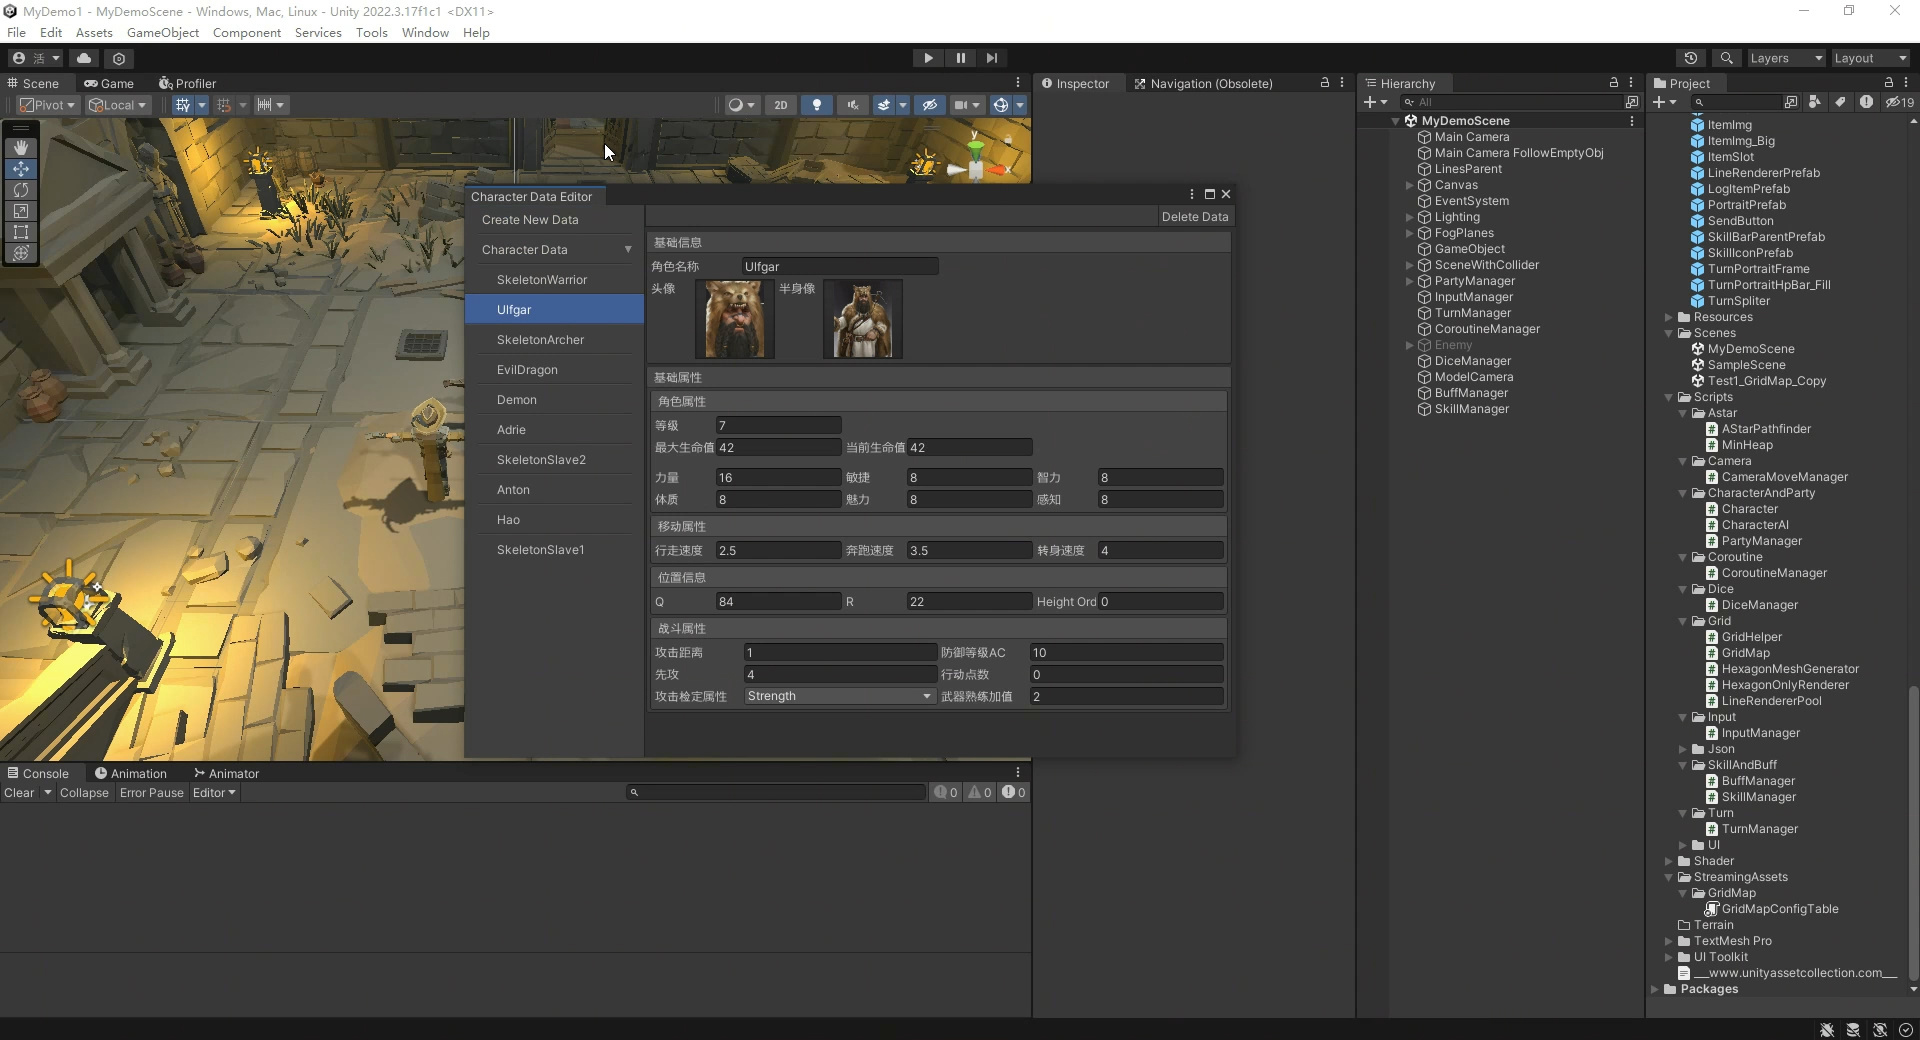 MyDemo1 - MyDemoScene - Windows, Mac, Linux - Unity 2022.3.17f1c1 <DX11>
File Edit Assets GameObject Component Services Tools Window Help
活
Layers Layout
Scene Game Profiler
Pivot Local 2D
y
x
Character Data Editor
Create New Data
Character Data
SkeletonWarrior
Ulfgar
SkeletonArcher
EvilDragon
Demon
Adrie
SkeletonSlave2
Anton
Hao
SkeletonSlave1
Delete Data
基础信息
角色名称 Ulfgar
头像 半身像
基础属性
角色属性
等级 7
最大生命值 42 当前生命值 42
力量 16 敏捷 8 智力 8
体质 8 魅力 8 感知 8
移动属性
行走速度 2.5 奔跑速度 3.5 转身速度 4
位置信息
Q 84 R 22 Height Ord 0
战斗属性
攻击距离 1 防御等级AC 10
先攻 4 行动点数 0
攻击检定属性 Strength 武器熟练加值 2
Console Animation Animator
Clear Collapse Error Pause Editor 0 0 0
Inspector Navigation (Obsolete)
Hierarchy
All
MyDemoScene
Main Camera
Main Camera FollowEmptyObj
LinesParent
Canvas
EventSystem
Lighting
FogPlanes
GameObject
SceneWithCollider
PartyManager
InputManager
TurnManager
CoroutineManager
Enemy
DiceManager
ModelCamera
BuffManager
SkillManager
Project
19
ItemImg
ItemImg_Big
ItemSlot
LineRendererPrefab
LogItemPrefab
PortraitPrefab
SendButton
SkillBarParentPrefab
SkillIconPrefab
TurnPortraitFrame
TurnPortraitHpBar_Fill
TurnSpliter
Resources
Scenes
MyDemoScene
SampleScene
Test1_GridMap_Copy
Scripts
Astar
AStarPathfinder
MinHeap
Camera
CameraMoveManager
CharacterAndParty
Character
CharacterAI
PartyManager
Coroutine
CoroutineManager
Dice
DiceManager
Grid
GridHelper
GridMap
HexagonMeshGenerator
HexagonOnlyRenderer
LineRendererPool
Input
InputManager
Json
SkillAndBuff
BuffManager
SkillManager
Turn
TurnManager
UI
Shader
StreamingAssets
GridMap
GridMapConfigTable
Terrain
TextMesh Pro
UI Toolkit
__www.unityassetcollection.com__
Packages